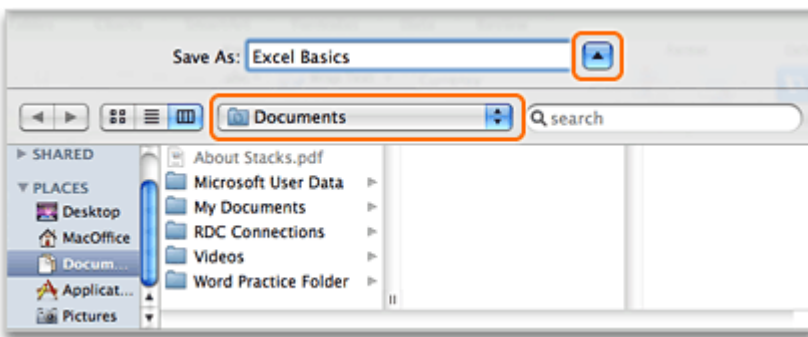 Save As: Excel Basics
Documents
search
SHARED
PLACES
Desktop
MacOffice
Docum...
Applicat...
Pictures
About Stacks.pdf
Microsoft User Data
My Documents
RDC Connections
Videos
Word Practice Folder